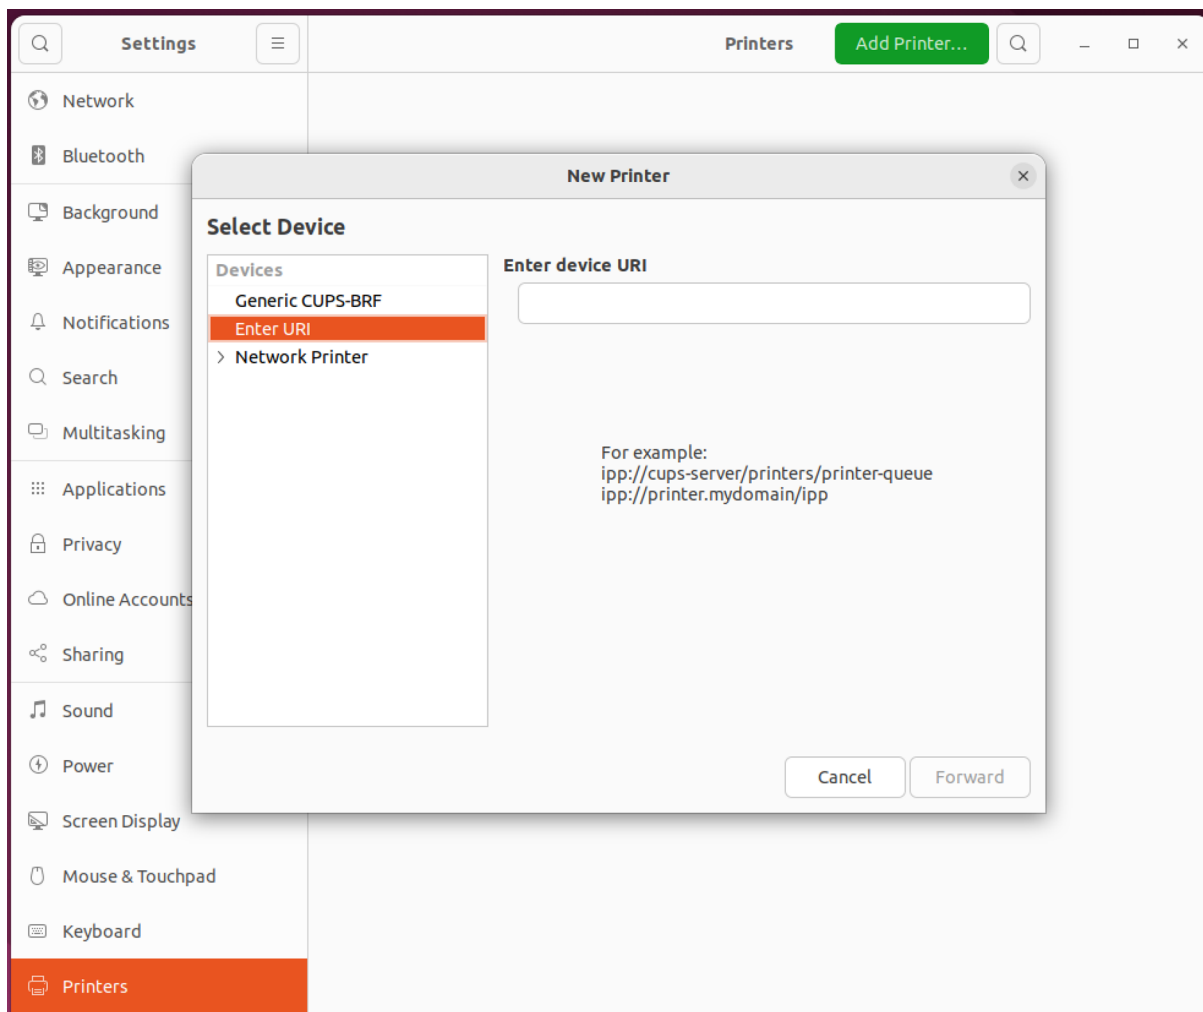 Settings
Printers
Add Printer...
Network
Bluetooth
Background
Appearance
Notifications
Search
Multitasking
Applications
Privacy
Online Accounts
Sharing
Sound
Power
Screen Display
Mouse & Touchpad
Keyboard
Printers
New Printer
Select Device
Devices
Generic CUPS-BRF
Enter URI
Network Printer
Enter device URI
For example:
ipp://cups-server/printers/printer-queue
ipp://printer.mydomain/ipp
Cancel
Forward